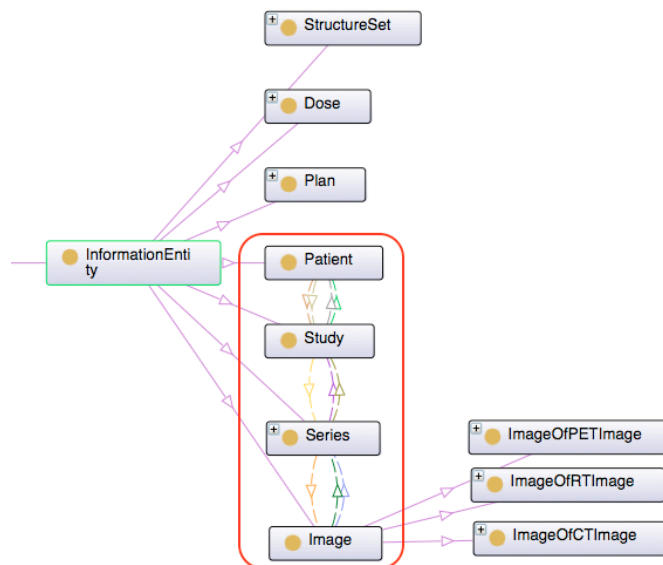 StructureSet
Dose
Plan
InformationEnti
ty
Patient
Study
Series
Image
ImageOfPETImage
ImageOfRTImage
ImageOfCTImage